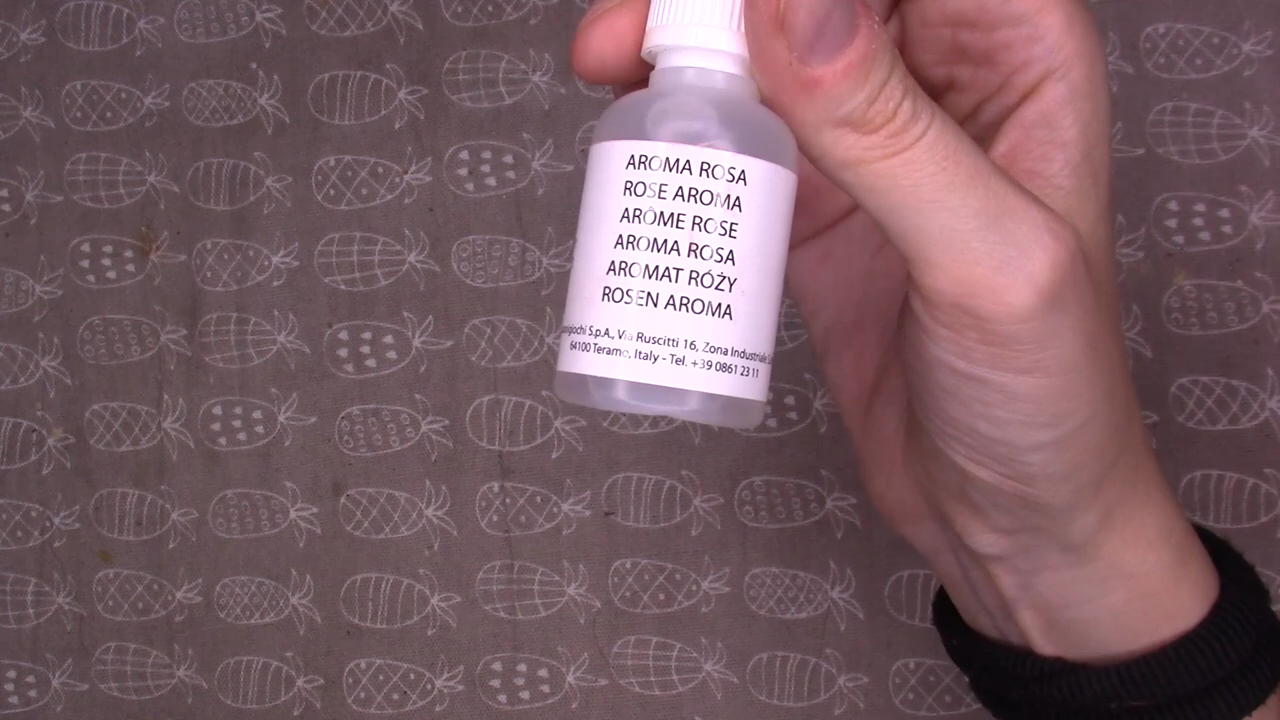 AROMA ROSA
ROSE AROMA
ARÔME ROSE
AROMA ROSA
AROMAT RÓŻY
ROSEN AROMA
S.p.A., Via Ruscitti 16, Zona Industriale
64100 Teramo, Italy - Tel. +39 0861 23 11